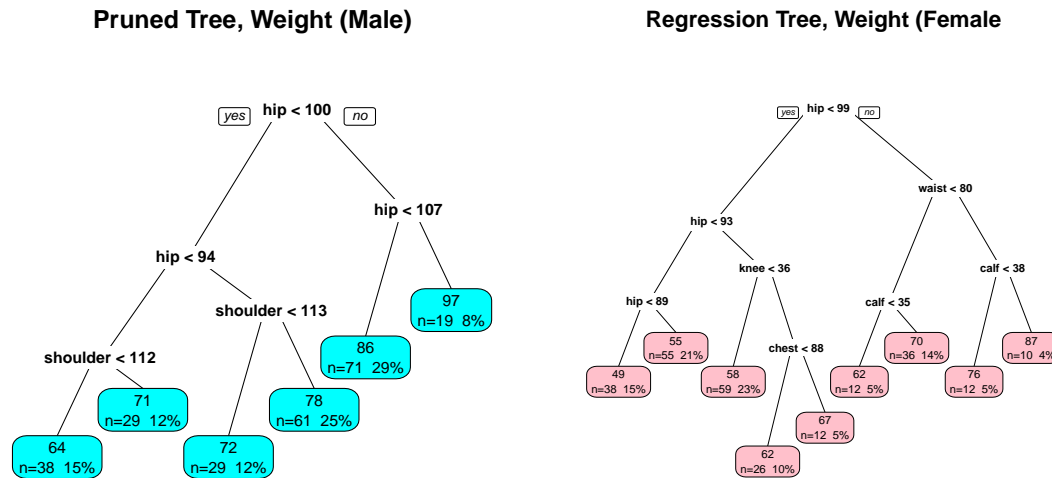 Pruned Tree, Weight (Male)
yes
hip < 100
no
hip < 107
hip < 94
shoulder < 113
shoulder < 112
97
n=19 8%
86
n=71 29%
78
n=61 25%
71
n=29 12%
64
n=38 15%
72
n=29 12%
Regression Tree, Weight (Female
yes
hip < 99
no
waist < 80
hip < 93
knee < 36
calf < 38
hip < 89
calf < 35
chest < 88
55
n=55 21%
70
n=36 14%
87
n=10 4%
49
n=38 15%
58
n=59 23%
62
n=12 5%
76
n=12 5%
67
n=12 5%
62
n=26 10%